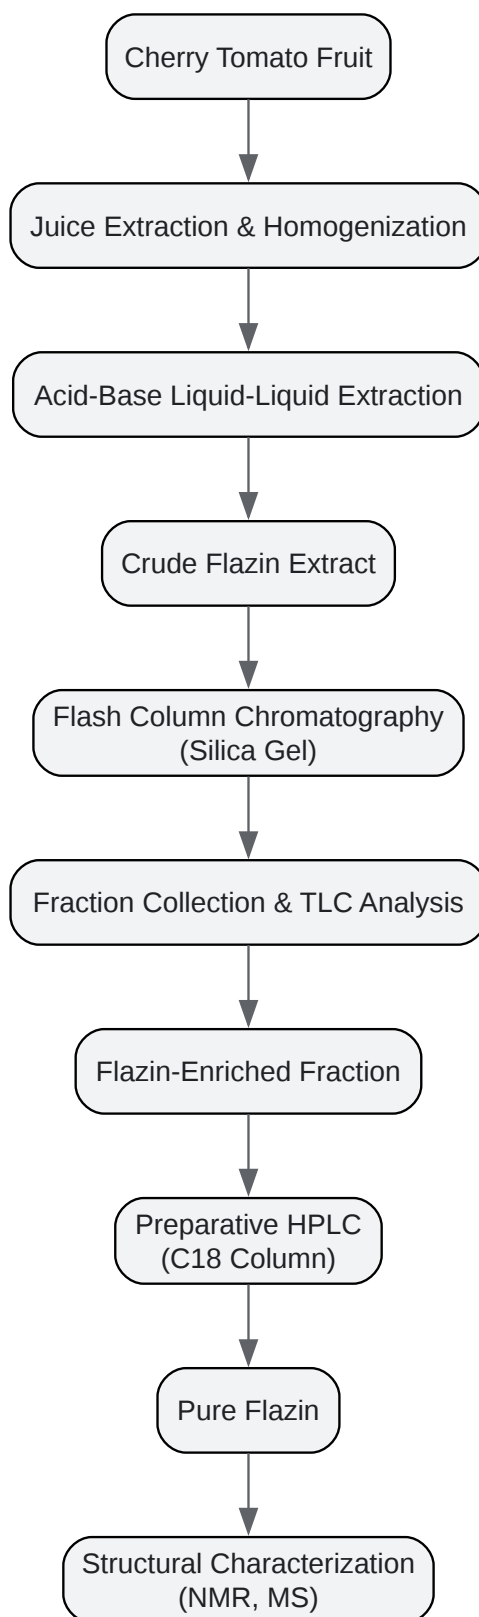 Cherry Tomato Fruit
Juice Extraction & Homogenization
Acid-Base Liquid-Liquid Extraction
Crude Flazin Extract
Flash Column Chromatography
(Silica Gel)
Fraction Collection & TLC Analysis
Flazin-Enriched Fraction
Preparative HPLC
(C18 Column)
Pure Flazin
Structural Characterization
(NMR, MS)